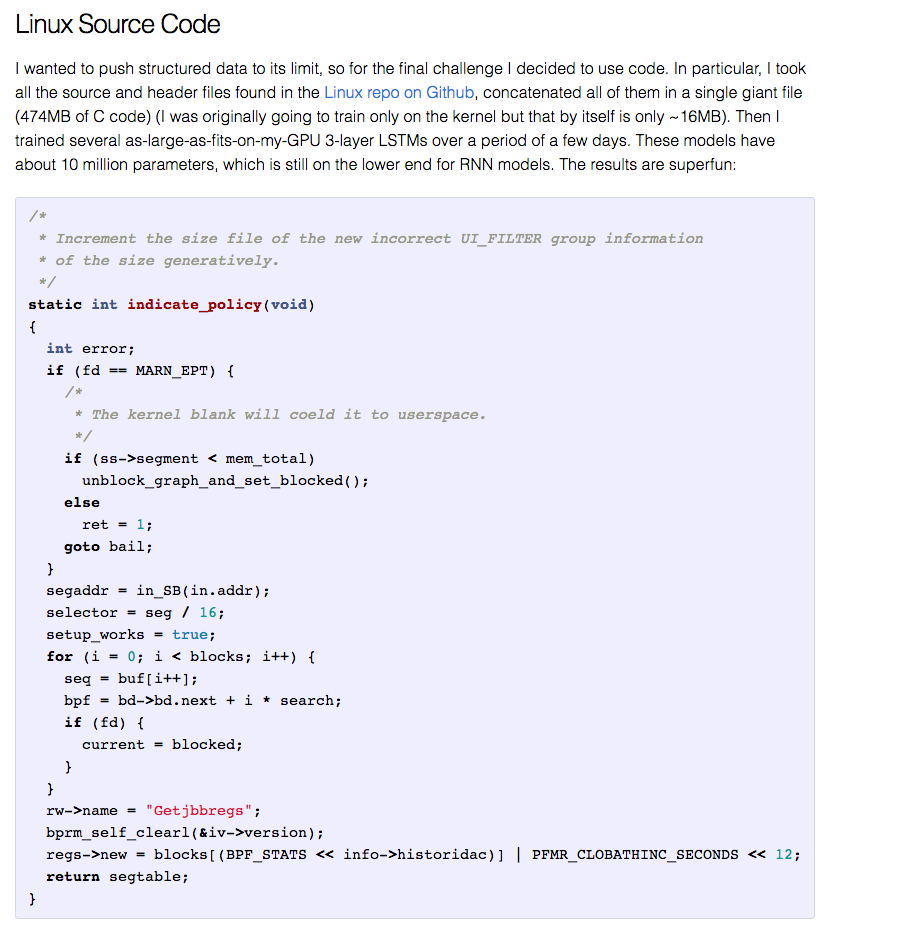 Linux Source Code
I wanted to push structured data to its limit, so for the final challenge I decided to use code. In particular, I took
all the source and header files found in the Linux repo on Github, concatenated all of them in a single giant file
(474MB of C code) (I was originally going to train only on the kernel but that by itself is only ~16MB). Then I
trained several as-large-as-fits-on-my-GPU 3-layer LSTMs over a period of a few days. These models have
about 10 million parameters, which is still on the lower end for RNN models. The results are superfun:
/*
 * Increment the size file of the new incorrect UI_FILTER group information
 * of the size generatively.
 */
static int indicate_policy(void)
{
  int error;
  if (fd == MARN_EPT) {
    /*
     * The kernel blank will coeld it to userspace.
     */
    if (ss->segment < mem_total)
      unblock_graph_and_set_blocked();
    else
      ret = 1;
    goto bail;
  }
  segaddr = in_SB(in.addr);
  selector = seg / 16;
  setup_works = true;
  for (i = 0; i < blocks; i++) {
    seq = buf[i++];
    bpf = bd->bd.next + i * search;
    if (fd) {
      current = blocked;
    }
  }
  rw->name = "Getjbbregs";
  bprm_self_clearl(&iv->version);
  regs->new = blocks[(BPF_STATS << info->historidac)] | PFMR_CLOBATHINC_SECONDS << 12;
  return segtable;
}